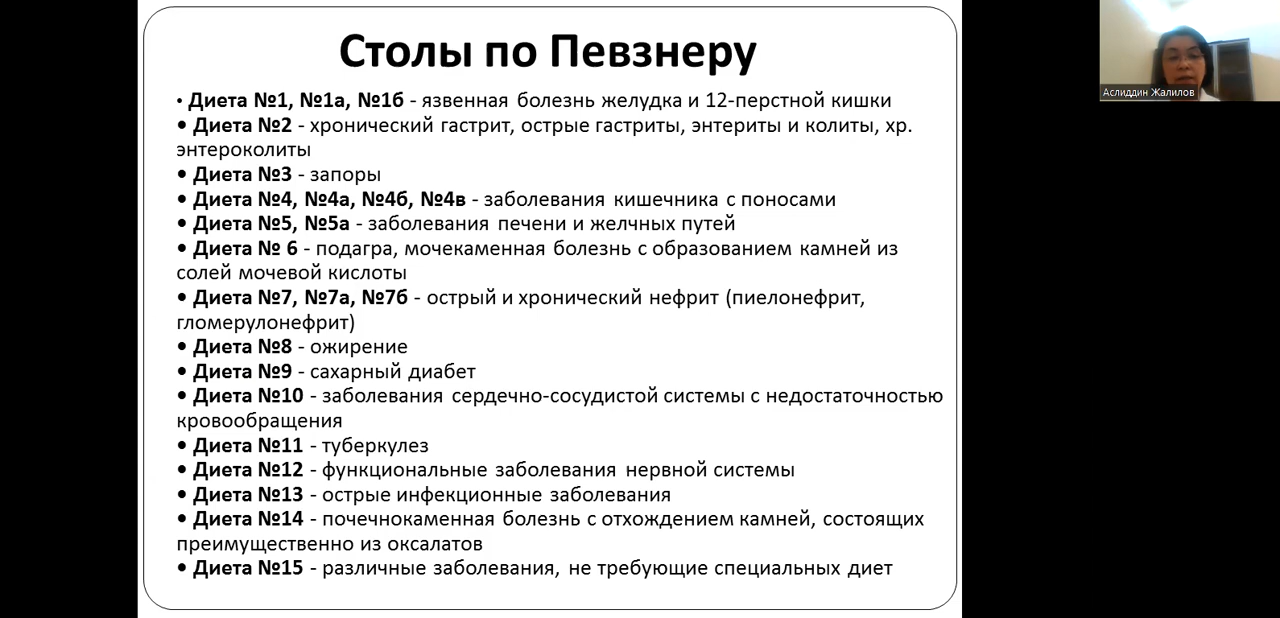 Столы по Певзнеру
• Диета №1, №1а, №1б - язвенная болезнь желудка и 12-перстной кишки
• Диета №2 - хронический гастрит, острые гастриты, энтериты и колиты, хр.
энтероколиты
• Диета №3 - запоры
• Диета №4, №4а, №4б, №4в - заболевания кишечника с поносами
• Диета №5, №5а - заболевания печени и желчных путей
• Диета № 6 - подагра, мочекаменная болезнь с образованием камней из
солей мочевой кислоты
• Диета №7, №7а, №7б - острый и хронический нефрит (пиелонефрит,
гломерулонефрит)
• Диета №8 - ожирение
• Диета №9 - сахарный диабет
• Диета №10 - заболевания сердечно-сосудистой системы с недостаточностью
кровообращения
• Диета №11 - туберкулез
• Диета №12 - функциональные заболевания нервной системы
• Диета №13 - острые инфекционные заболевания
• Диета №14 - почечнокаменная болезнь с отхождением камней, состоящих
преимущественно из оксалатов
• Диета №15 - различные заболевания, не требующие специальных диет
Аслиддин Жалилов